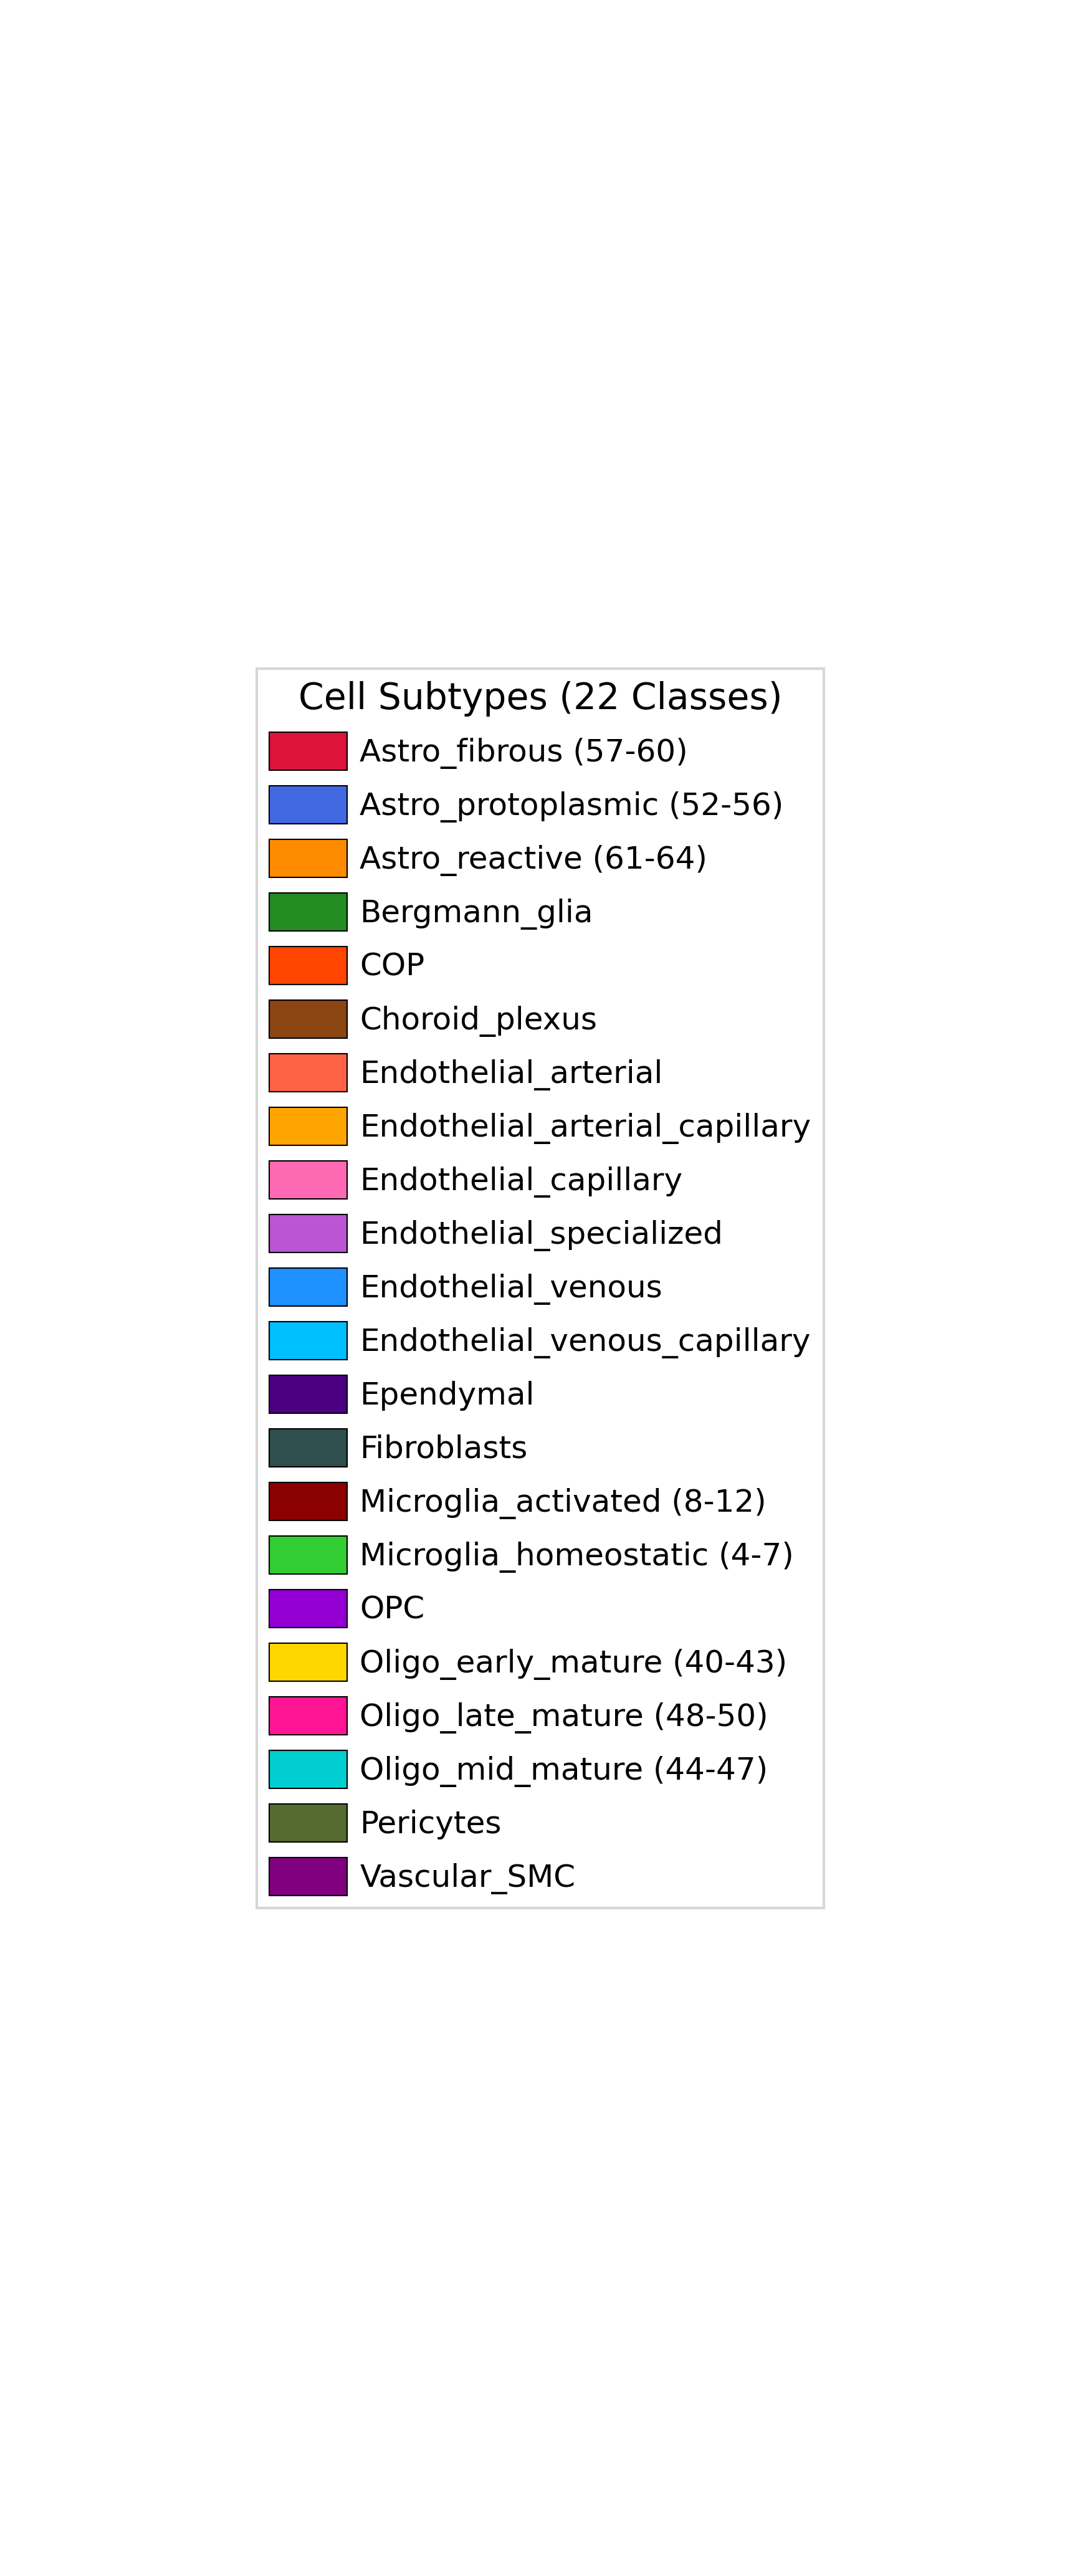 Cell Subtypes (22 Classes)
Astro_fibrous (57-60)
Astro_protoplasmic (52-56)
Astro_reactive (61-64)
Bergmann_glia
COP
Choroid_plexus
Endothelial_arterial
Endothelial_arterial_capillary
Endothelial_capillary
Endothelial_specialized
Endothelial_venous
Endothelial_venous_capillary
Ependymal
Fibroblasts
Microglia_activated (8-12)
Microglia_homeostatic (4-7)
OPC
Oligo_early_mature (40-43)
Oligo_late_mature (48-50)
Oligo_mid_mature (44-47)
Pericytes
Vascular_SMC